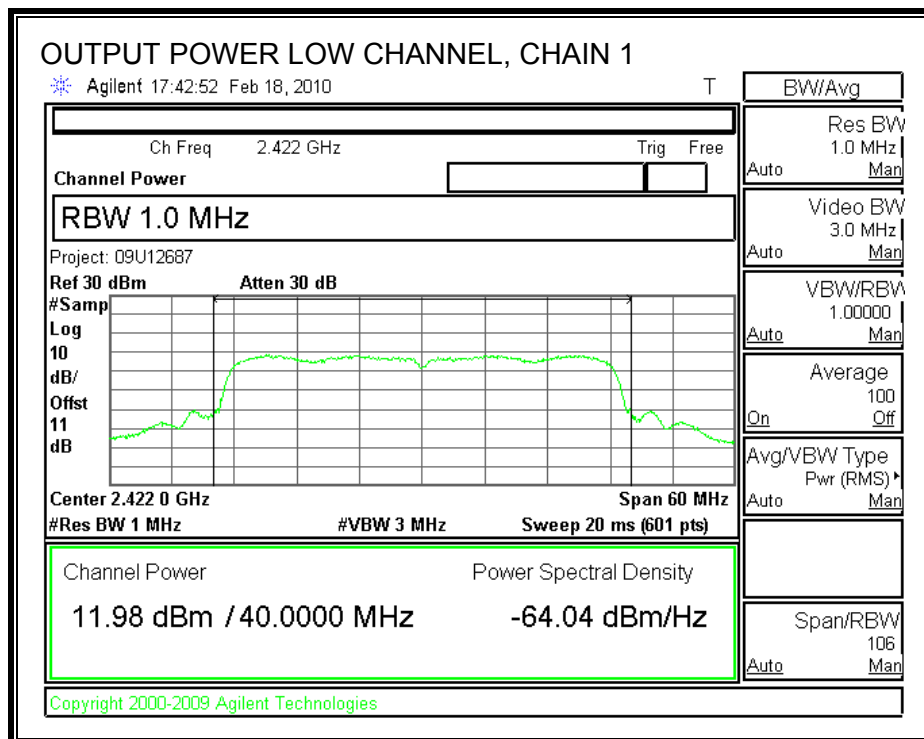 OUTPUT POWER LOW CHANNEL, CHAIN 1
Agilent 17:42:52 Feb 18, 2010 T
Ch Freq 2.422 GHz Trig Free
Channel Power
RBW 1.0 MHz
Project: 09U12687
Ref 30 dBm Atten 30 dB
#Samp
Log
10
dB/
Offst
11
dB
Center 2.422 0 GHz Span 60 MHz
#Res BW 1 MHz #VBW 3 MHz Sweep 20 ms (601 pts)
Channel Power Power Spectral Density
11.98 dBm / 40.0000 MHz -64.04 dBm/Hz
Copyright 2000-2009 Agilent Technologies
BW/Avg
Res BW
1.0 MHz
Auto Man
Video BW
3.0 MHz
Auto Man
VBW/RBW
1.00000
Auto Man
Average
100
On Off
Avg/VBW Type
Pwr (RMS)
Auto Man
Span/RBW
106
Auto Man